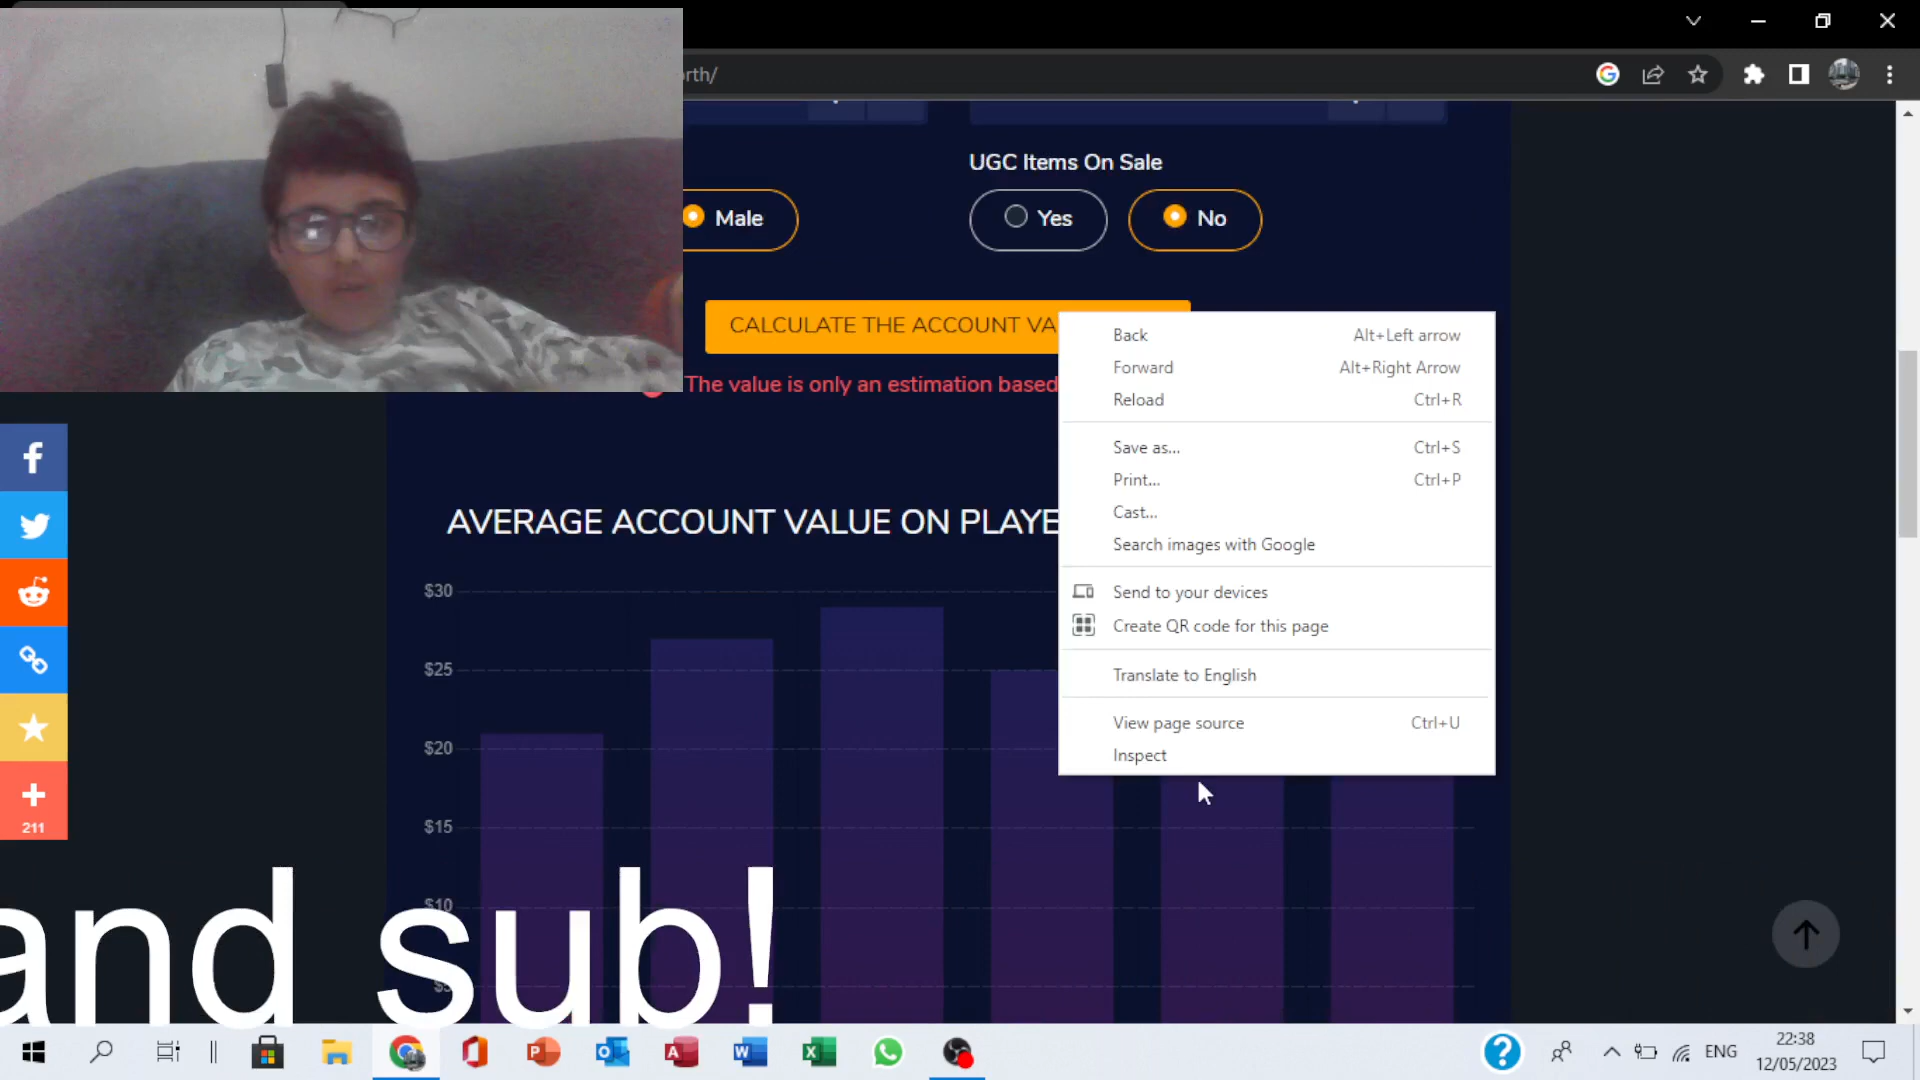 rth/
UGC Items On Sale
Male
Yes
No
CALCULATE THE ACCOUNT VA
The value is only an estimation based
Back Alt+Left arrow
Forward Alt+Right Arrow
Reload Ctrl+R
Save as... Ctrl+S
Print... Ctrl+P
Cast...
Search images with Google
Send to your devices
Create QR code for this page
Translate to English
View page source Ctrl+U
Inspect
AVERAGE ACCOUNT VALUE ON PLAYE
$30
$25
$20
$15
$10
211
and sub!
ENG
22:38
12/05/2023